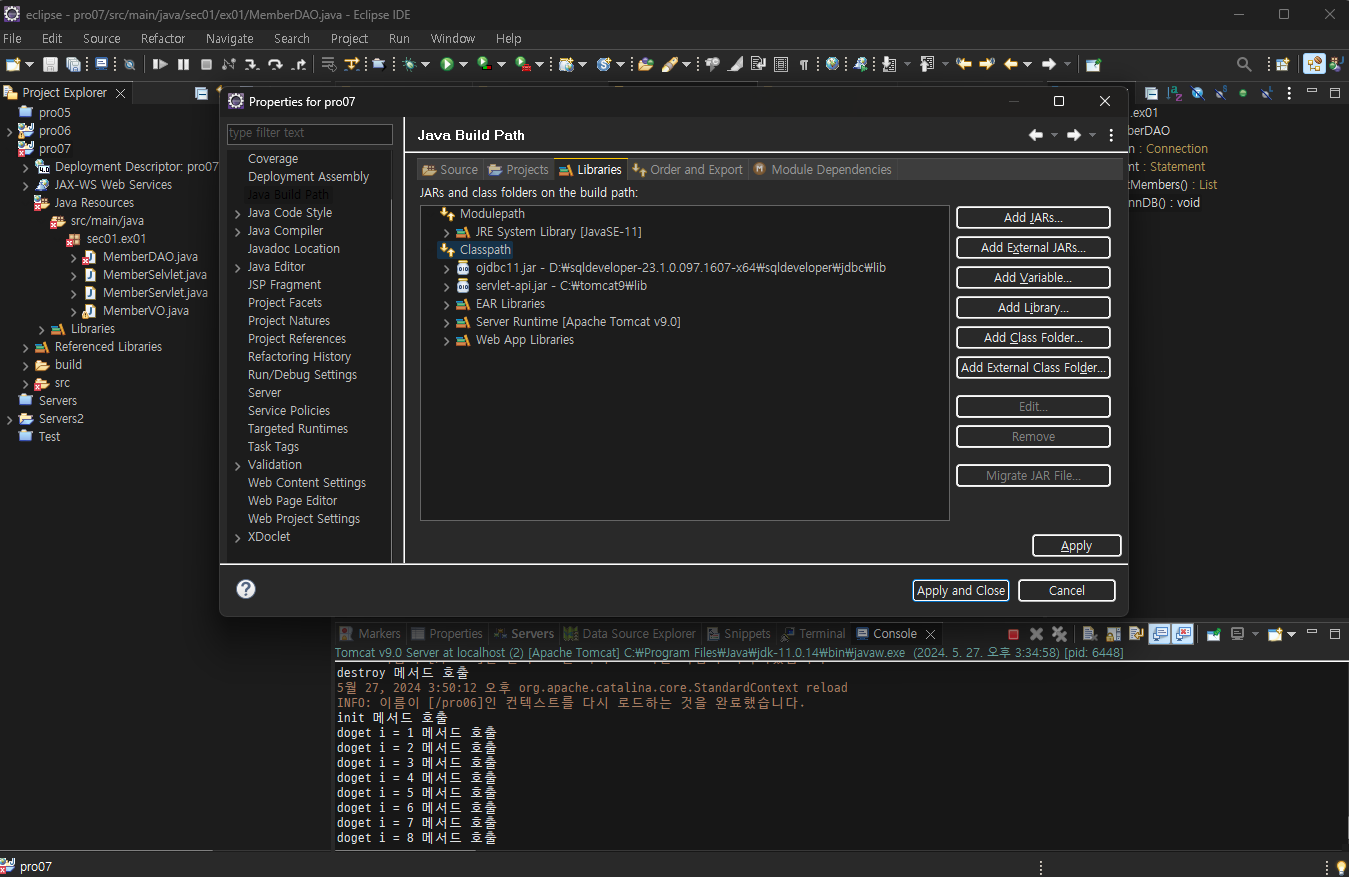 eclipse - pro07/src/main/java/sec01/ex01/MemberDAO.java - Eclipse IDE
File Edit Source Refactor Navigate Search Project Run Window Help
Project Explorer
pro05
pro06
pro07
Deployment Descriptor: pro07
JAX-WS Web Services
Java Resources
src/main/java
sec01.ex01
MemberDAO.java
MemberSelvlet.java
MemberServlet.java
MemberVO.java
Libraries
Referenced Libraries
build
src
Servers
Servers2
Test
Properties for pro07
type filter text
Coverage
Deployment Assembly
Java Build Path
Java Code Style
Java Compiler
Javadoc Location
Java Editor
JSP Fragment
Project Facets
Project Natures
Project References
Refactoring History
Run/Debug Settings
Server
Service Policies
Targeted Runtimes
Task Tags
Validation
Web Content Settings
Web Page Editor
Web Project Settings
XDoclet
Java Build Path
Source Projects Libraries Order and Export Module Dependencies
JARs and class folders on the build path:
Modulepath
JRE System Library [JavaSE-11]
Classpath
ojdbc11.jar - D:₩sqldeveloper-23.1.0.097.1607-x64₩sqldeveloper₩jdbc₩lib
servlet-api.jar - C:₩tomcat9₩lib
EAR Libraries
Server Runtime [Apache Tomcat v9.0]
Web App Libraries
Add JARs...
Add External JARs...
Add Variable...
Add Library...
Add Class Folder...
Add External Class Folder...
Edit...
Remove
Migrate JAR File...
Apply
Apply and Close Cancel
.ex01
berDAO
n : Connection
nt : Statement
tMembers() : List
nnDB() : void
Markers Properties Servers Data Source Explorer Snippets Terminal Console
Tomcat v9.0 Server at localhost (2) [Apache Tomcat] C:₩Program Files₩Java₩jdk-11.0.14₩bin₩javaw.exe (2024. 5. 27. 오후 3:34:58) [pid: 6448]
destroy 메서드 호출
5월 27, 2024 3:50:12 오후 org.apache.catalina.core.StandardContext reload
INFO: 이름이 [/pro06]인 컨텍스트를 다시 로드하는 것을 완료했습니다.
init 메서드 호출
doget i = 1 메서드 호출
doget i = 2 메서드 호출
doget i = 3 메서드 호출
doget i = 4 메서드 호출
doget i = 5 메서드 호출
doget i = 6 메서드 호출
doget i = 7 메서드 호출
doget i = 8 메서드 호출
pro07